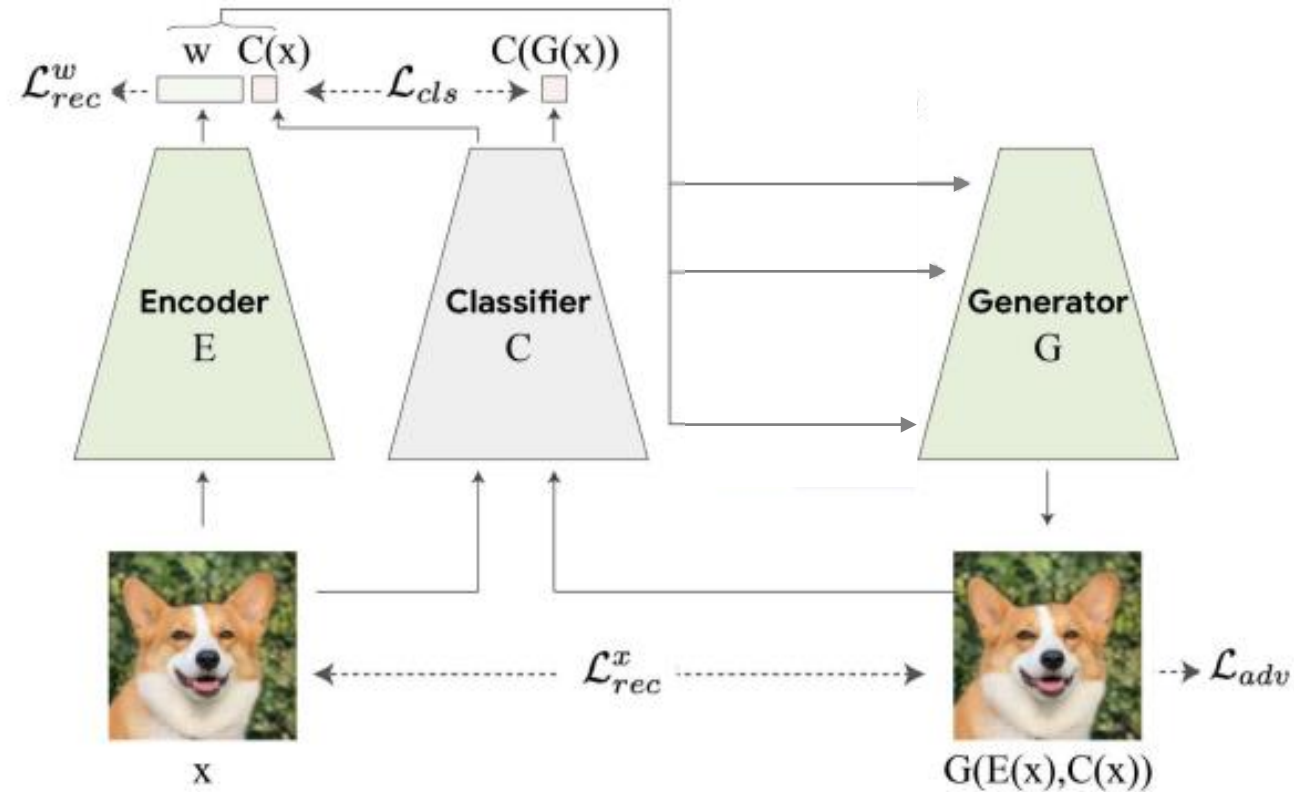 w C(x) C(G(x))
ℒ^w_rec ℒ_cls
Encoder Classifier Generator
E C G
ℒ^x_rec ℒ_adv
x G(E(x),C(x))